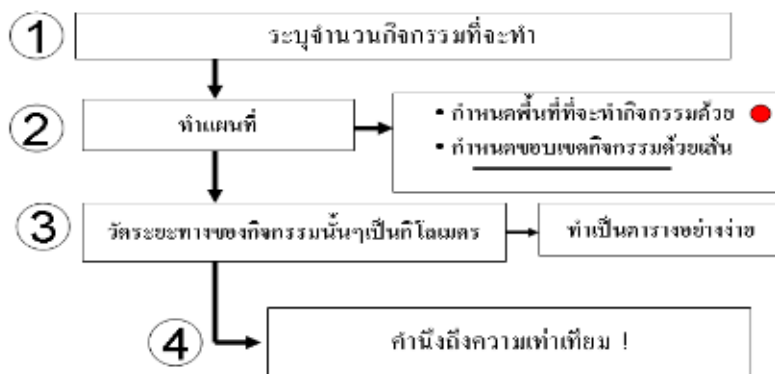 1 ระบุจำนวนกิจกรรมที่จะทำ
2 ทำแผนที่
• กำหนดพื้นที่ที่จะทำกิจกรรมด้วย
• กำหนดขอบเขตกิจกรรมด้วยเส้น
3 วัดระยะทางของกิจกรรมนั้นๆเป็นกิโลเมตร
ทำเป็นตารางอย่างง่าย
4 คำนึงถึงความเท่าเทียม !